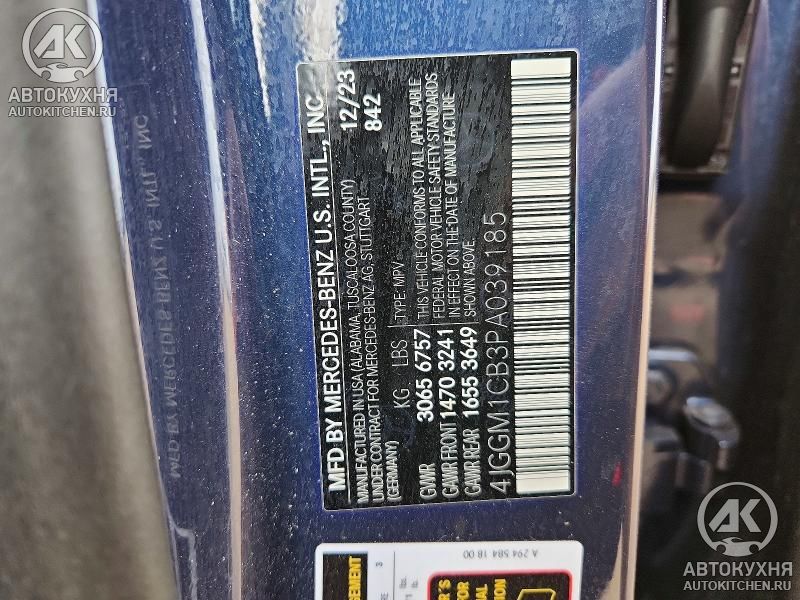 AK
АВТОКУХНЯ
AUTOKITCHEN.RU
MFD BY MERCEDES-BENZ U.S. INTL., INC
MANUFACTURED IN USA (ALABAMA, TUSCALOOSA COUNTY) 12/23
UNDER CONTRACT FOR MERCEDES-BENZ AG, STUTTGART 842
(GERMANY)
KG LBS TYPE: MPV
GVWR 3065 6757 THIS VEHICLE CONFORMS TO ALL APPLICABLE
GAWR FRONT 1470 3241 FEDERAL MOTOR VEHICLE SAFETY STANDARDS
IN EFFECT ON THE DATE OF MANUFACTURE
GAWR REAR 1655 3649 SHOWN ABOVE.
4JGGM1CB3PA039185
A 294 584 18 00
3
AK
АВТОКУХНЯ
AUTOKITCHEN.RU